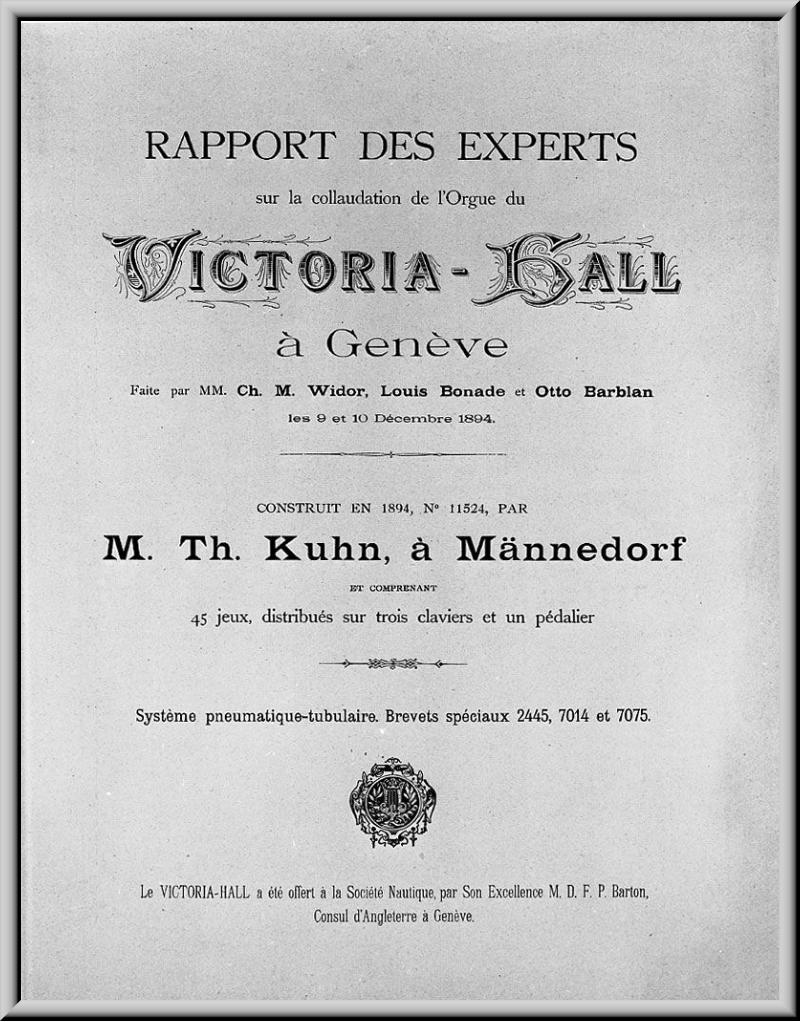 RAPPORT DES EXPERTS
sur la collaudation de l'Orgue du
VICTORIA-HALL
à Genève
Faite par MM. Ch. M. Widor, Louis Bonade et Otto Barblan
les 9 et 10 Décembre 1894.
CONSTRUIT EN 1894, Nº 11524, PAR
M. Th. Kuhn, à Männedorf
ET COMPRENANT
45 jeux, distribués sur trois claviers et un pédalier
Système pneumatique-tubulaire. Brevets spéciaux 2445, 7014 et 7075.
Le VICTORIA-HALL a été offert à la Société Nautique, par Son Excellence M. D. F. P. Barton,
Consul d'Angleterre à Genève.